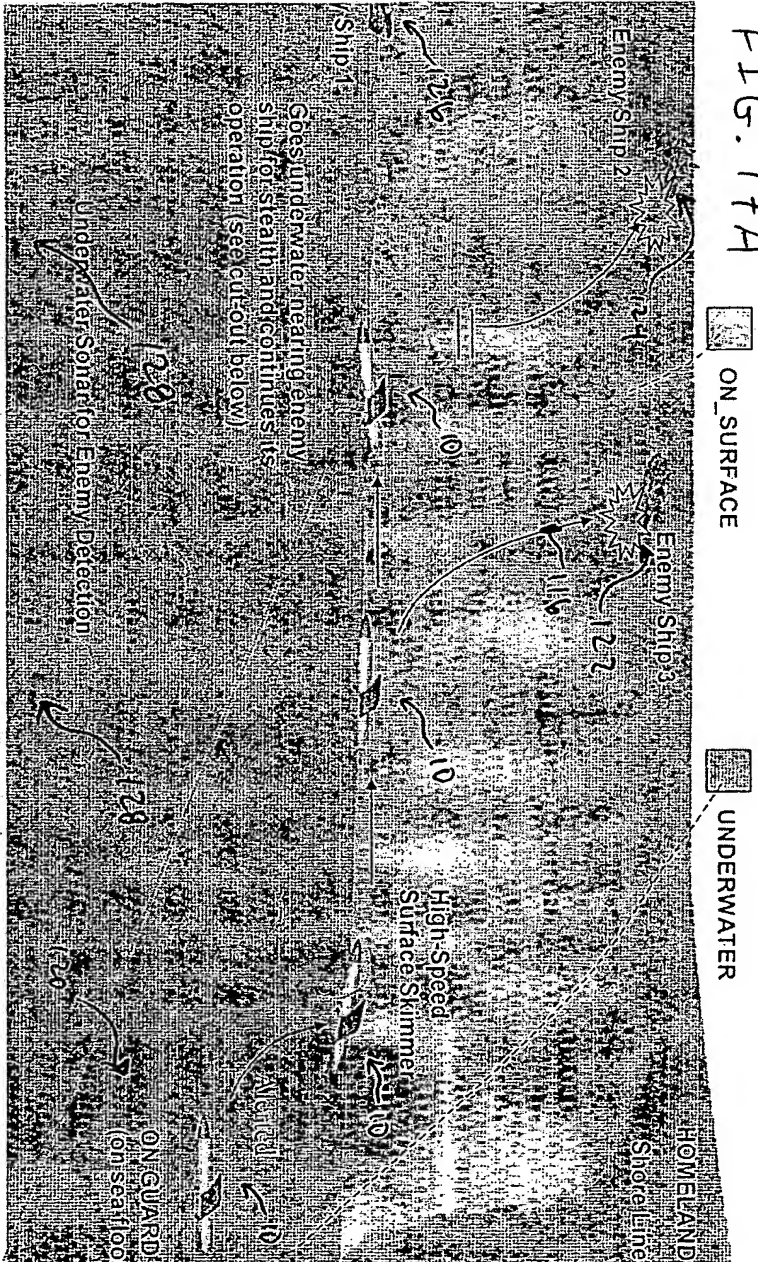 FIG. 17A
ON_SURFACE
UNDERWATER
HOMELAND
Shore Line
Enemy Ship 2
Enemy Ship 3
122
116
126
Ship 1
10
10
High-Speed
Surface Skimmer
10
Goes underwater nearing enemy
ship for stealth and continues its
operation (see cut out below)
Alerted
10
ON GUARD
(on sea floo
120
128
128
Underwater Sonar for Enemy Detection